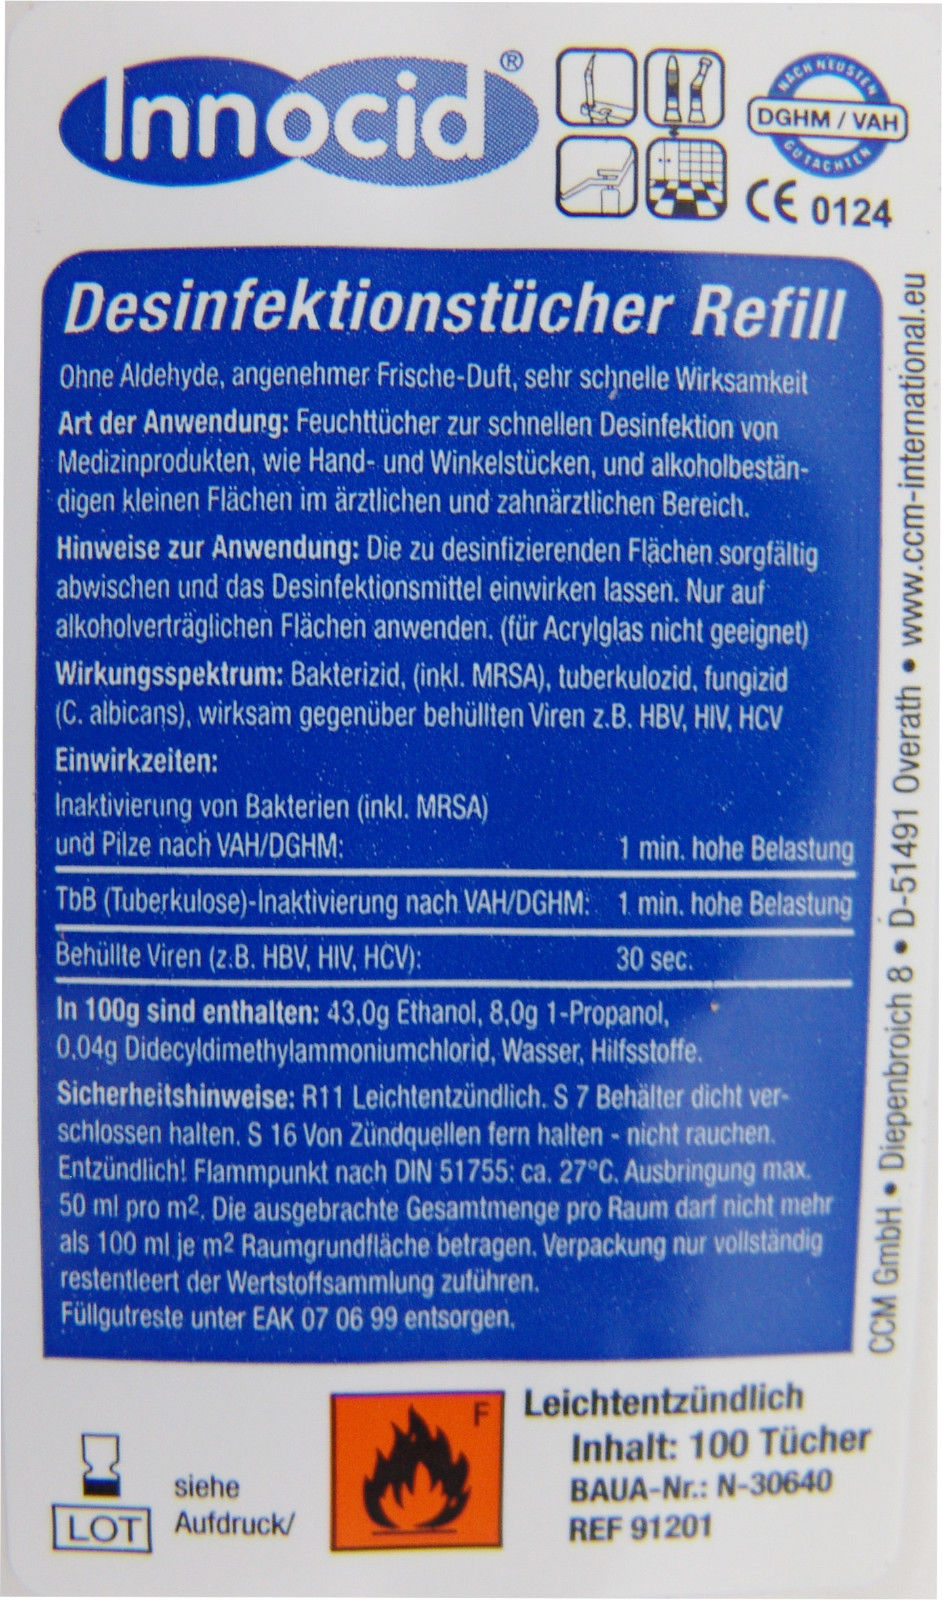 Innocid®
NACH NEUSTEN
DGHM / VAH
GUTACHTEN
CE 0124
Desinfektionstücher Refill
Ohne Aldehyde, angenehmer Frische-Duft, sehr schnelle Wirksamkeit
Art der Anwendung: Feuchttücher zur schnellen Desinfektion von
Medizinprodukten, wie Hand- und Winkelstücken, und alkoholbestän-
digen kleinen Flächen im ärztlichen und zahnärztlichen Bereich.
Hinweise zur Anwendung: Die zu desinfizierenden Flächen sorgfältig
abwischen und das Desinfektionsmittel einwirken lassen. Nur auf
alkoholverträglichen Flächen anwenden. (für Acrylglas nicht geeignet)
Wirkungsspektrum: Bakterizid, (inkl. MRSA), tuberkulozid, fungizid
(C. albicans), wirksam gegenüber behüllten Viren z.B. HBV, HIV, HCV
Einwirkzeiten:
Inaktivierung von Bakterien (inkl. MRSA)
und Pilze nach VAH/DGHM: 1 min. hohe Belastung
TbB (Tuberkulose)-Inaktivierung nach VAH/DGHM: 1 min. hohe Belastung
Behüllte Viren (z.B. HBV, HIV, HCV): 30 sec.
In 100g sind enthalten: 43,0g Ethanol, 8,0g 1-Propanol,
0,04g Didecyldimethylammoniumchlorid, Wasser, Hilfsstoffe.
Sicherheitshinweise: R11 Leichtentzündlich. S 7 Behälter dicht ver-
schlossen halten. S 16 Von Zündquellen fern halten - nicht rauchen.
Entzündlich! Flammpunkt nach DIN 51755: ca. 27°C. Ausbringung max.
50 ml pro m². Die ausgebrachte Gesamtmenge pro Raum darf nicht mehr
als 100 ml je m² Raumgrundfläche betragen. Verpackung nur vollständig
restentleert der Wertstoffsammlung zuführen.
Füllgutreste unter EAK 07 06 99 entsorgen.
CCM GmbH • Diepenbroich 8 • D-51491 Overath • www.ccm-international.eu
siehe
LOT Aufdruck/
F
Leichtentzündlich
Inhalt: 100 Tücher
BAUA-Nr.: N-30640
REF 91201